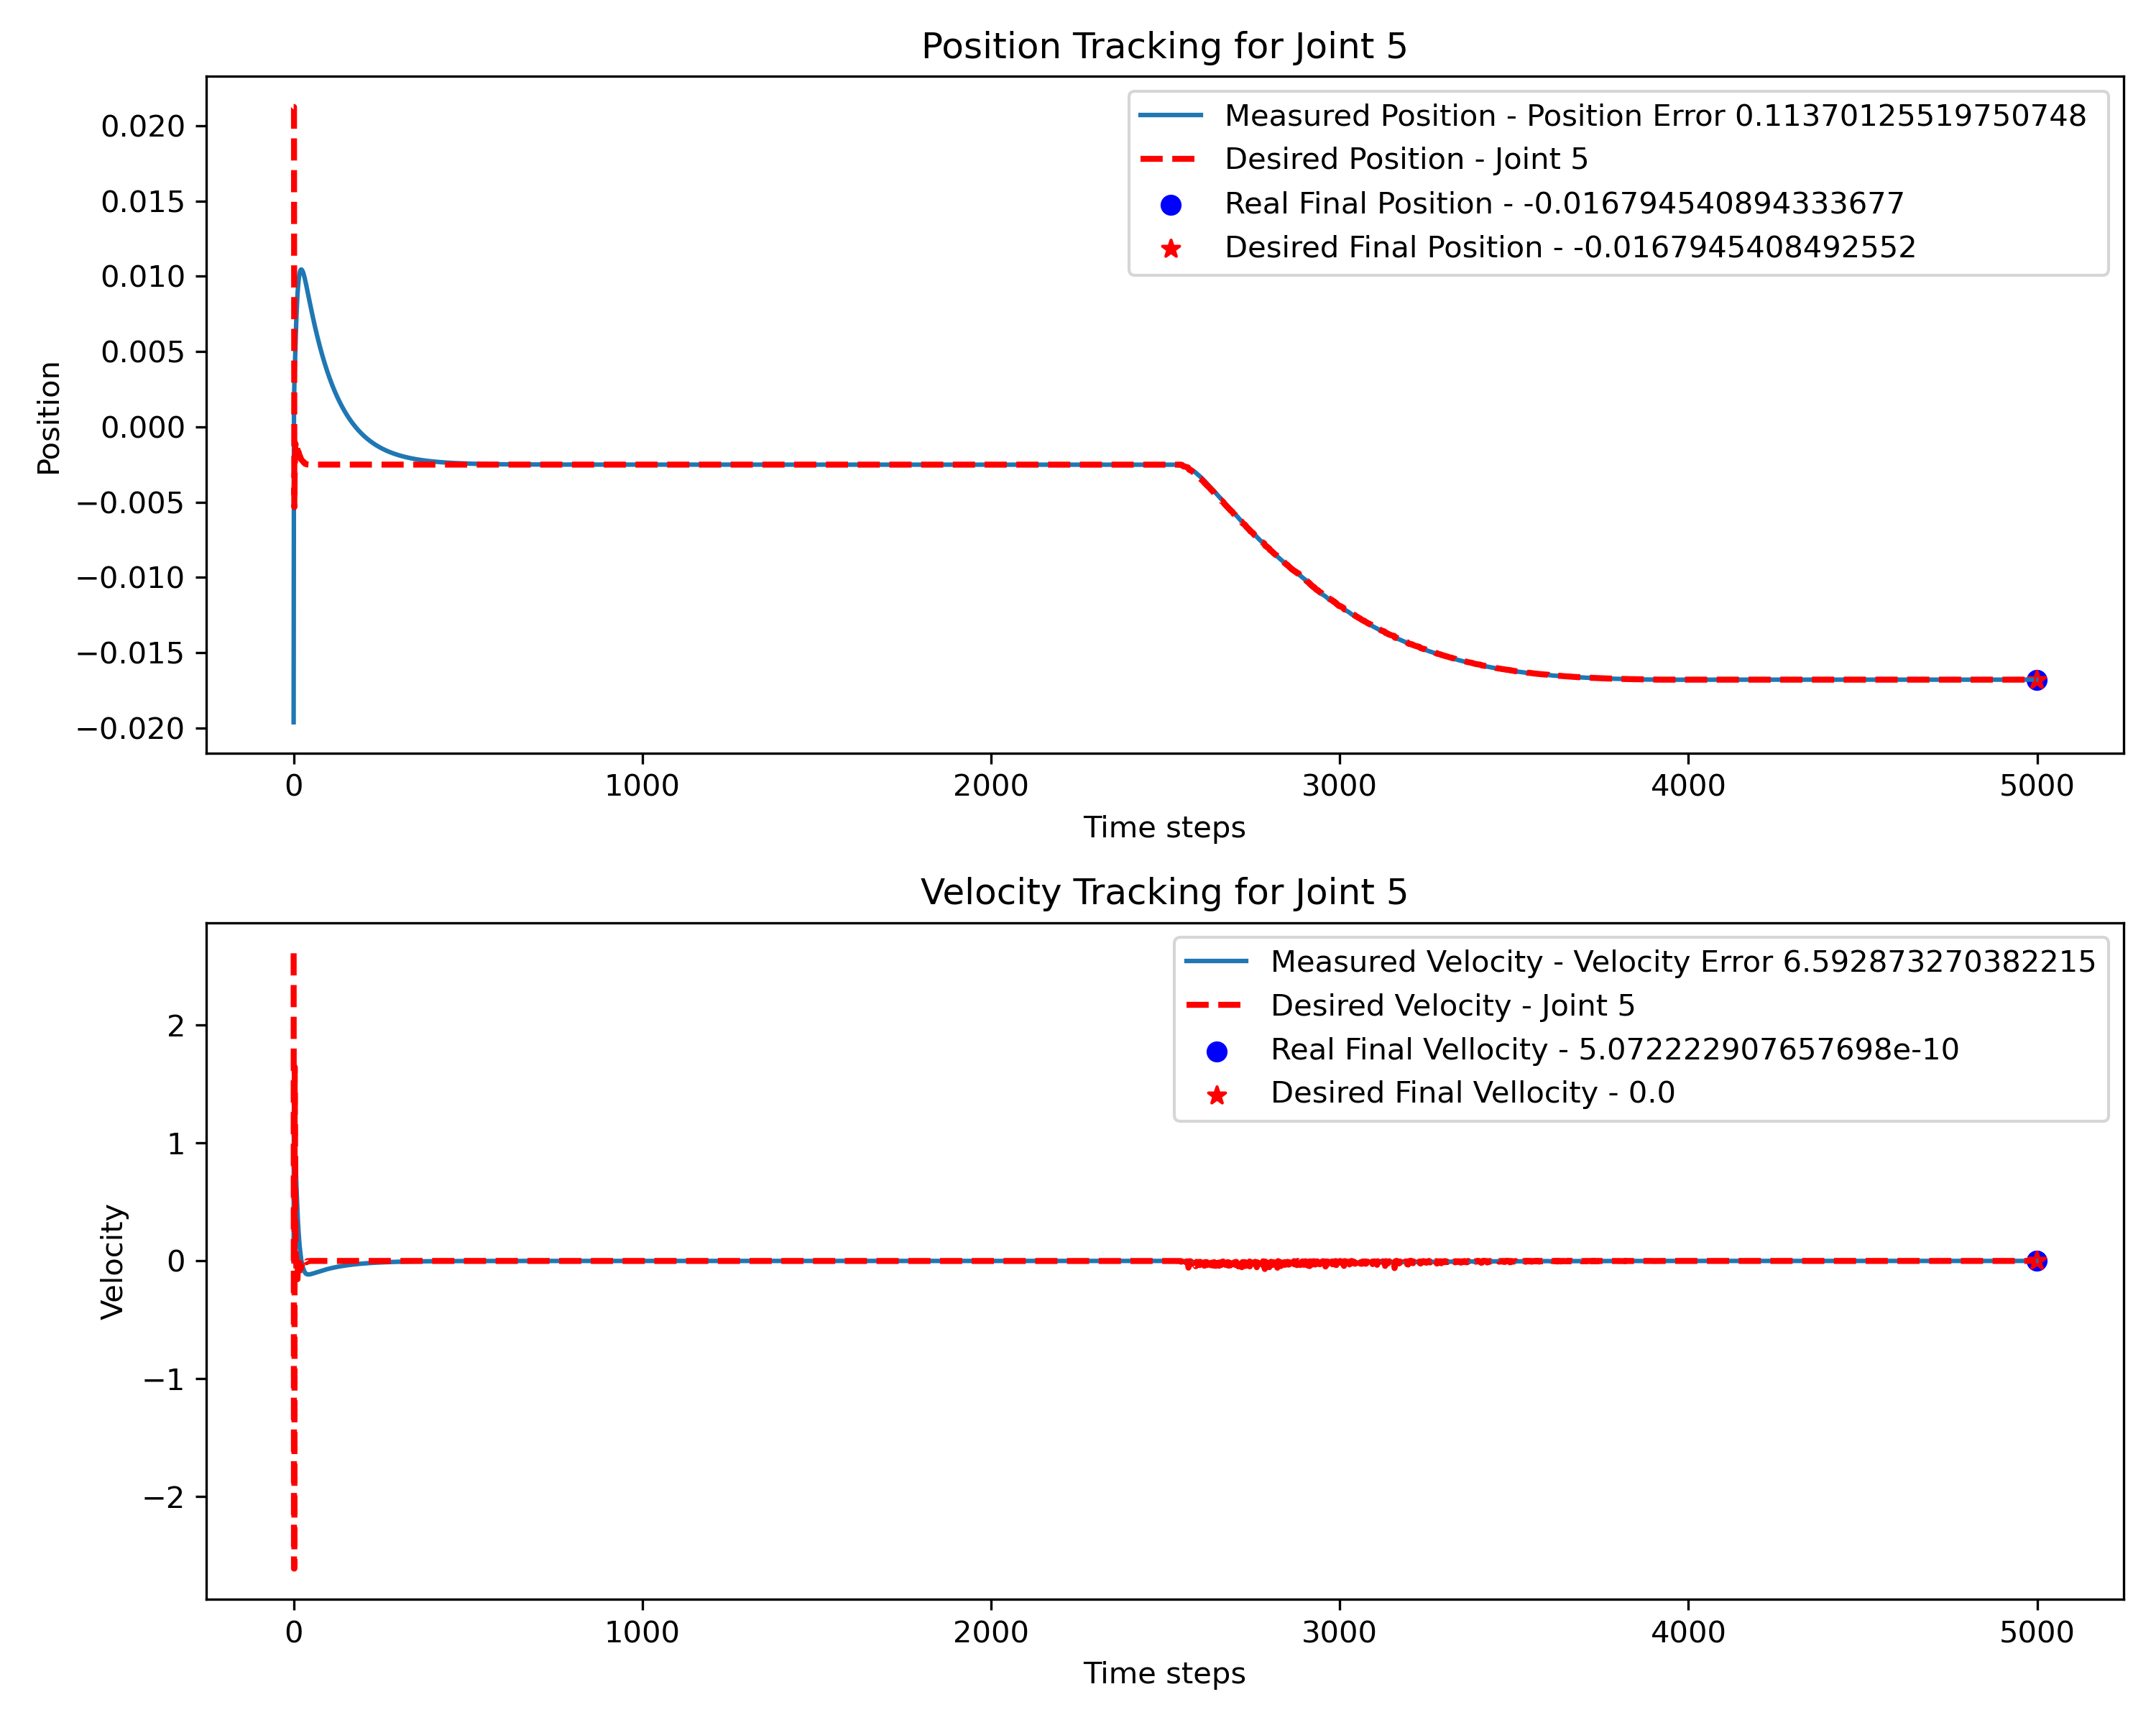 Position Tracking for Joint 5
Measured Position - Position Error 0.11370125519750748
Desired Position - Joint 5
Real Final Position - -0.016794540894333677
Desired Final Position - -0.0167945408492552
0.020
0.015
0.010
0.005
0.000
−0.005
−0.010
−0.015
−0.020
Position
0 1000 2000 3000 4000 5000
Time steps
Velocity Tracking for Joint 5
Measured Velocity - Velocity Error 6.592873270382215
Desired Velocity - Joint 5
Real Final Vellocity - 5.072222907657698e-10
Desired Final Vellocity - 0.0
2
1
0
−1
−2
Velocity
0 1000 2000 3000 4000 5000
Time steps